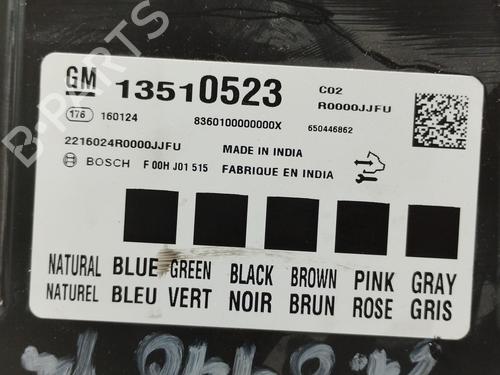 B-PARTS
GM 13510523 C02
R0000JJFU
176 160124 8360100000000X 650446862
2216024R0000JJFU MADE IN INDIA
BOSCH F 00H J01 515 FABRIQUE EN INDIA
NATURAL BLUE GREEN BLACK BROWN PINK GRAY
NATUREL BLEU VERT NOIR BRUN ROSE GRIS